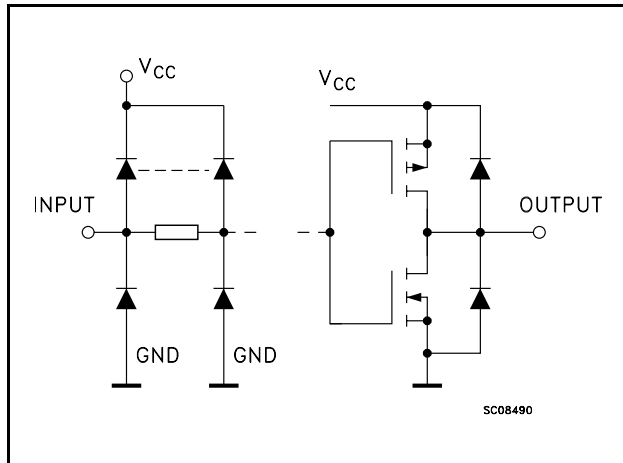 VCC
VCC
INPUT
OUTPUT
GND
GND
SC08490